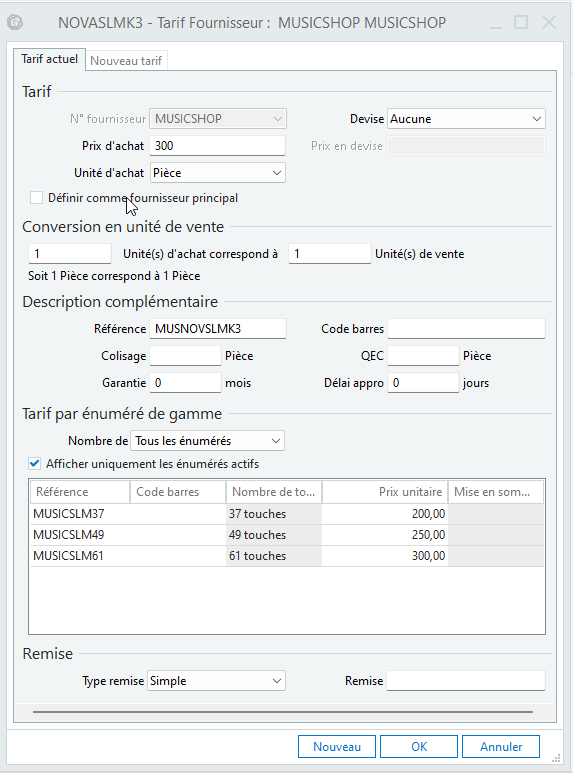 NOVASLMK3 - Tarif Fournisseur :  MUSICSHOP MUSICSHOP
Tarif actuel
Nouveau tarif
Tarif
N° fournisseur MUSICSHOP
Devise Aucune
Prix d'achat 300
Prix en devise
Unité d'achat Pièce
Définir comme fournisseur principal
Conversion en unité de vente
1 Unité(s) d'achat correspond à 1 Unité(s) de vente
Soit 1 Pièce correspond à 1 Pièce
Description complémentaire
Référence MUSNOVSLMK3
Code barres
Colisage Pièce
QEC Pièce
Garantie 0 mois
Délai appro 0 jours
Tarif par énuméré de gamme
Nombre de Tous les énumérés
Afficher uniquement les énumérés actifs
Référence Code barres Nombre de to... Prix unitaire Mise en som...
MUSICSLM37 37 touches 200,00
MUSICSLM49 49 touches 250,00
MUSICSLM61 61 touches 300,00
Remise
Type remise Simple
Remise
Nouveau OK Annuler